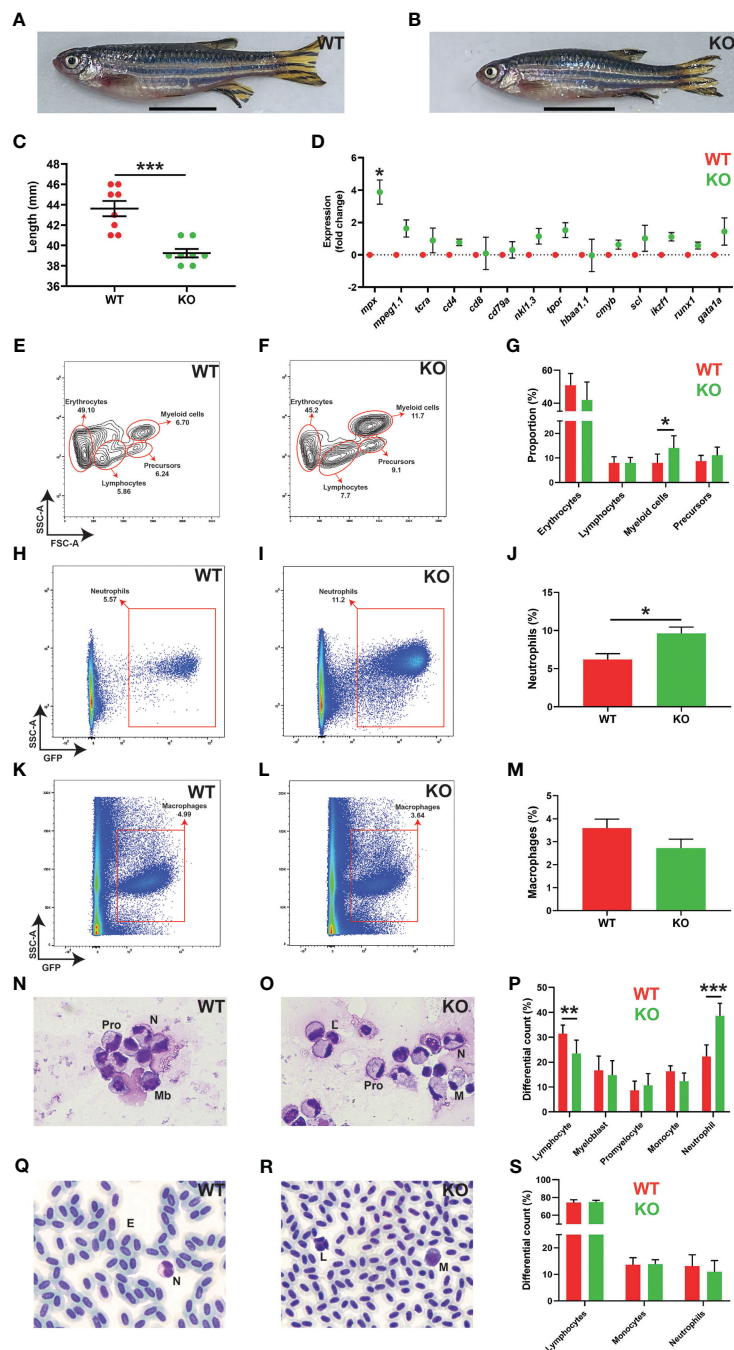 A
WT
B
KO
C
***
Length (mm)
48
46
44
42
40
38
36
WT
KO
D
WT
KO
*
Expression
(fold change)
6
4
2
0
-2
mpx
mpeg1.1
tcra
cd4
cd8
cd79a
nkl1.3
tpor
hbaa1.1
cmyb
scl
ikzf1
runx1
gata1a
E
WT
Erythrocytes
49.10
Myeloid cells
6.70
Precursors
6.24
Lymphocytes
5.86
SSC-A
FSC-A
F
KO
Erythrocytes
45.2
Myeloid cells
11.7
Precursors
9.1
Lymphocytes
7.7
G
WT
KO
*
Proportion (%)
60
40
20
10
0
Erythrocytes
Lymphocytes
Myeloid cells
Precursors
H
WT
Neutrophils
5.57
SSC-A
GFP
I
KO
Neutrophils
11.2
J
*
Neutrophils (%)
15
10
5
0
WT
KO
K
WT
Macrophages
4.99
SSC-A
GFP
L
KO
Macrophages
3.64
M
Macrophages (%)
5
4
3
2
1
0
WT
KO
N
WT
Pro
N
Mb
O
KO
L
N
Pro
M
P
WT
KO
**
***
Differential count (%)
50
40
30
20
10
0
Lymphocyte
Myeloblast
Promyelocyte
Monocyte
Neutrophil
Q
WT
E
N
R
KO
L
M
S
WT
KO
Differential count (%)
100
80
60
20
10
0
Lymphocytes
Monocytes
Neutrophils